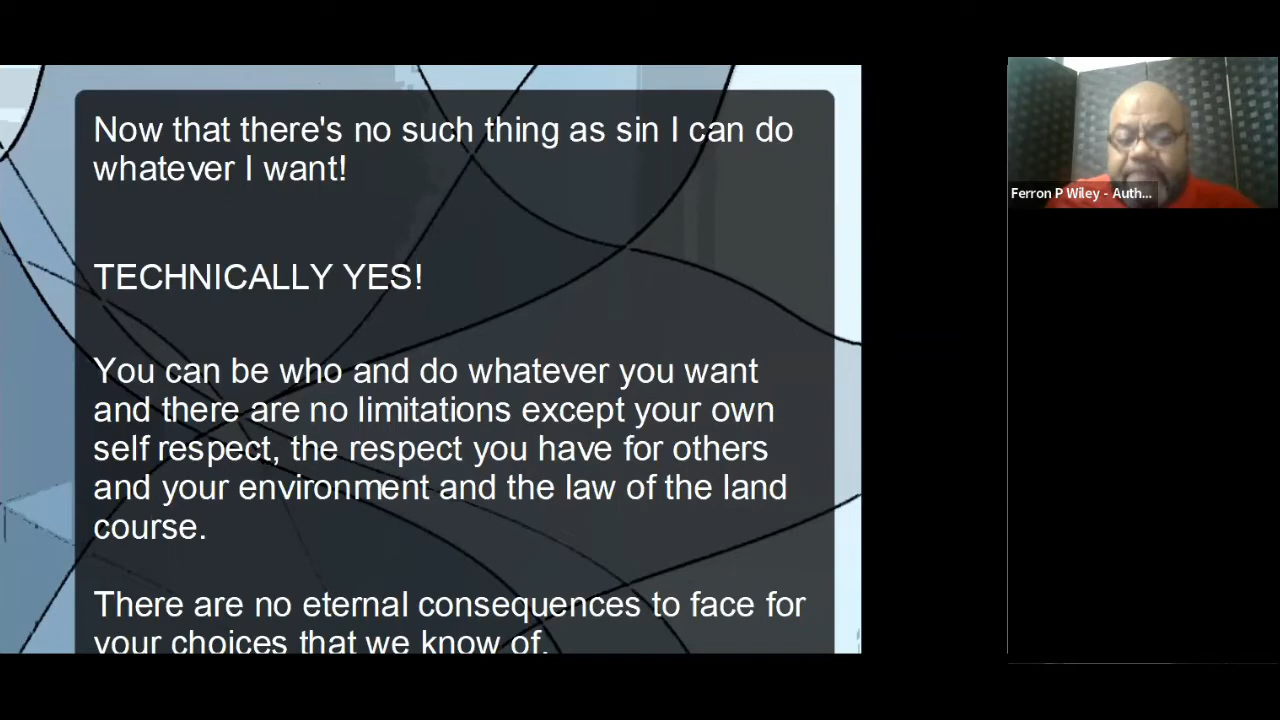 Now that there's no such thing as sin I can do
whatever I want!
TECHNICALLY YES!
You can be who and do whatever you want
and there are no limitations except your own
self respect, the respect you have for others
and your environment and the law of the land
course.
There are no eternal consequences to face for
your choices that we know of.
Ferron P Wiley - Auth...